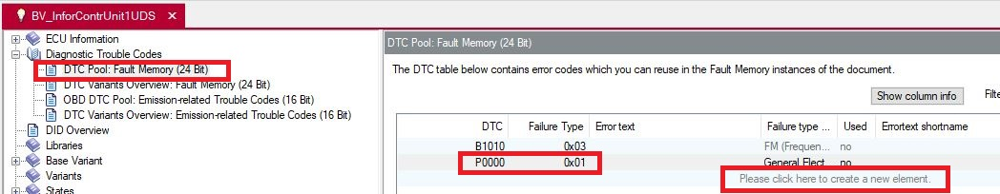 BV_InforContrUnit1UDS ×
ECU Information
Diagnostic Trouble Codes
DTC Pool: Fault Memory (24 Bit)
DTC Variants Overview: Fault Memory (24 Bit)
OBD DTC Pool: Emission-related Trouble Codes (16 Bit)
DTC Variants Overview: Emission-related Trouble Codes (16 Bit)
DID Overview
Libraries
Base Variant
Variants
States
DTC Pool: Fault Memory (24 Bit)
The DTC table below contains error codes which you can reuse in the Fault Memory instances of the document.
Show column info Filte
DTC Failure Type Error text Failure type ... Used Errortext shortname
B1010 0x03 FM (Frequen... no
P0000 0x01 General Elect... no
Please click here to create a new element.